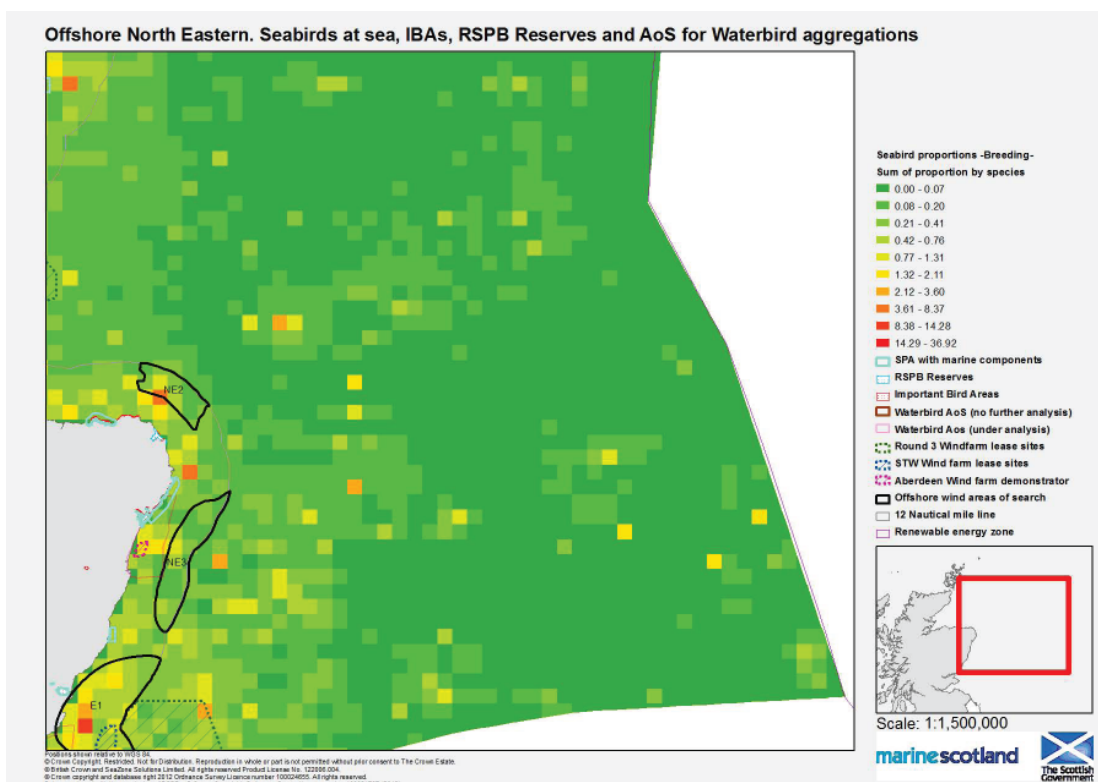 Offshore North Eastern. Seabirds at sea, IBAs, RSPB Reserves and AoS for Waterbird aggregations
NE2
NE3
E1
Seabird proportions -Breeding-
Sum of proportion by species
0.00 - 0.07
0.08 - 0.20
0.21 - 0.41
0.42 - 0.76
0.77 - 1.31
1.32 - 2.11
2.12 - 3.60
3.61 - 8.37
8.38 - 14.28
14.29 - 36.92
SPA with marine components
RSPB Reserves
Important Bird Areas
Waterbird AoS (no further analysis)
Waterbird Aos (under analysis)
Round 3 Windfarm lease sites
STW Wind farm lease sites
Aberdeen Wind farm demonstrator
Offshore wind areas of search
12 Nautical mile line
Renewable energy zone
Scale: 1:1,500,000
marinescotland
The Scottish
Government
Positions shown relative to WGS 84.
© Crown Copyright. Restricted. Not for Distribution. Reproduction in whole or part is not permitted without prior consent to The Crown Estate.
© British Crown and SeaZone Solutions Limited. All rights reserved Product License No. 122006.004.
© Crown copyright and database right 2012 Ordnance Survey Licence number 100024655. All rights reserved.